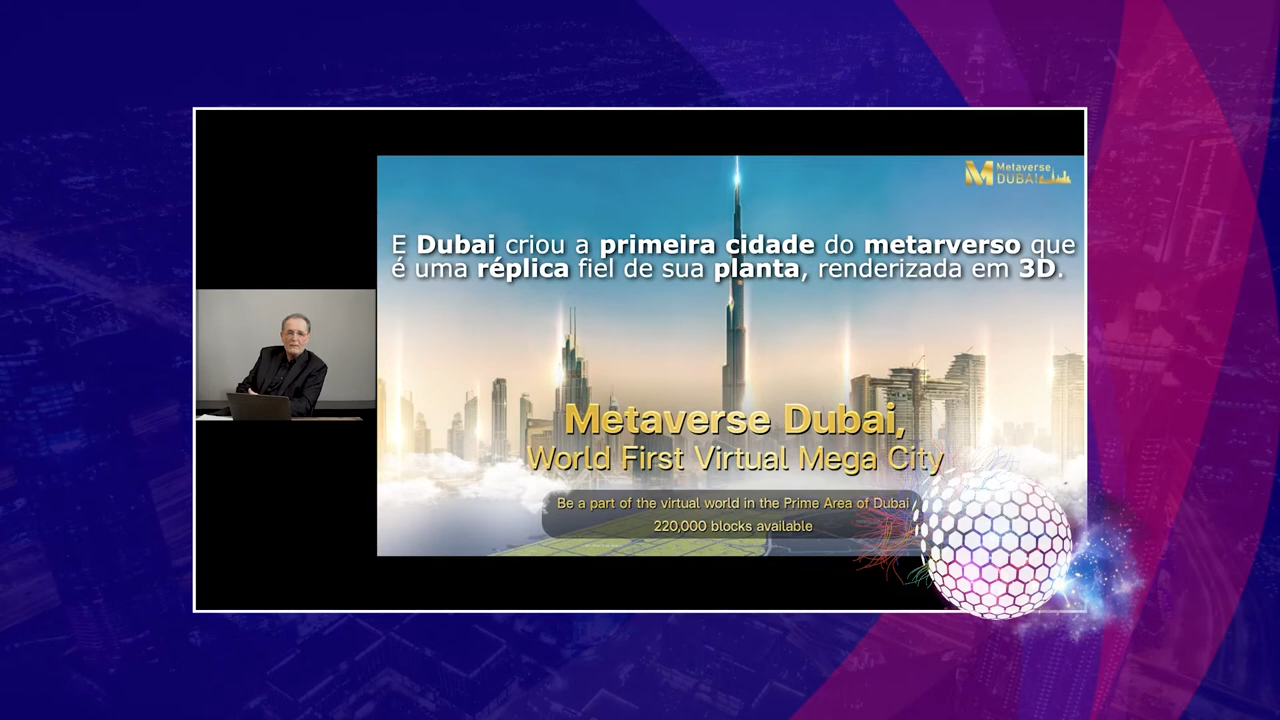 Metaverse
DUBAI
E Dubai criou a primeira cidade do metarverso que
é uma réplica fiel de sua planta, renderizada em 3D.
Metaverse Dubai,
World First Virtual Mega City
Be a part of the virtual world in the Prime Area of Dubai
220,000 blocks available